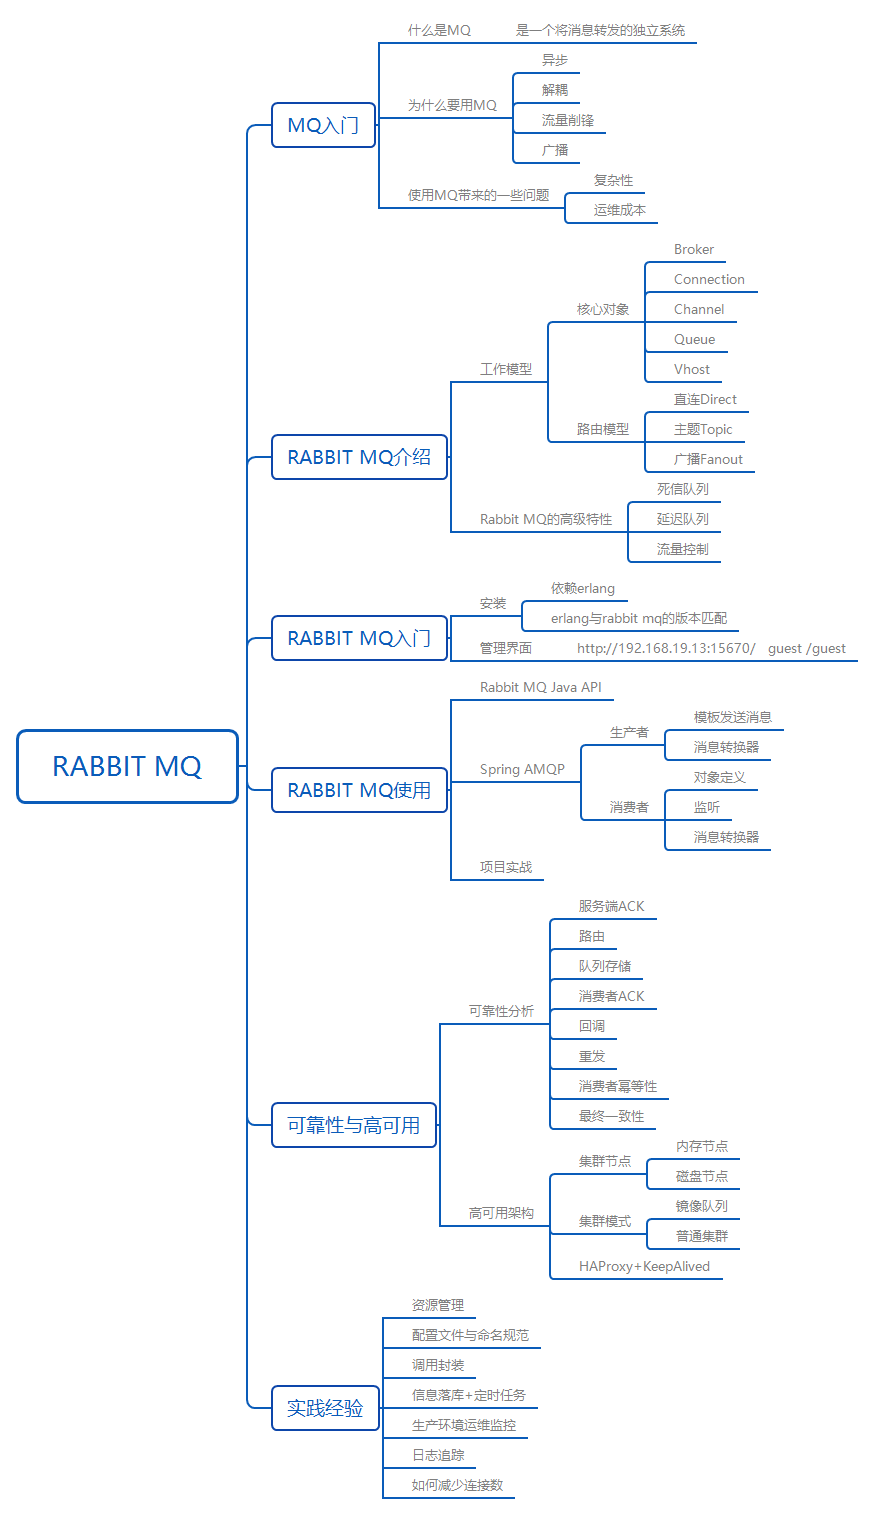 RABBIT MQ
MQ入门
什么是MQ
是一个将消息转发的独立系统
为什么要用MQ
异步
解耦
流量削锋
广播
使用MQ带来的一些问题
复杂性
运维成本
RABBIT MQ介绍
工作模型
核心对象
Broker
Connection
Channel
Queue
Vhost
路由模型
直连Direct
主题Topic
广播Fanout
Rabbit MQ的高级特性
死信队列
延迟队列
流量控制
RABBIT MQ入门
安装
依赖erlang
erlang与rabbit mq的版本匹配
管理界面
http://192.168.19.13:15670/ guest /guest
RABBIT MQ使用
Rabbit MQ Java API
Spring AMQP
生产者
模板发送消息
消息转换器
消费者
对象定义
监听
消息转换器
项目实战
可靠性与高可用
可靠性分析
服务端ACK
路由
队列存储
消费者ACK
回调
重发
消费者幂等性
最终一致性
高可用架构
集群节点
内存节点
磁盘节点
集群模式
镜像队列
普通集群
HAProxy+KeepAlived
实践经验
资源管理
配置文件与命名规范
调用封装
信息落库+定时任务
生产环境运维监控
日志追踪
如何减少连接数